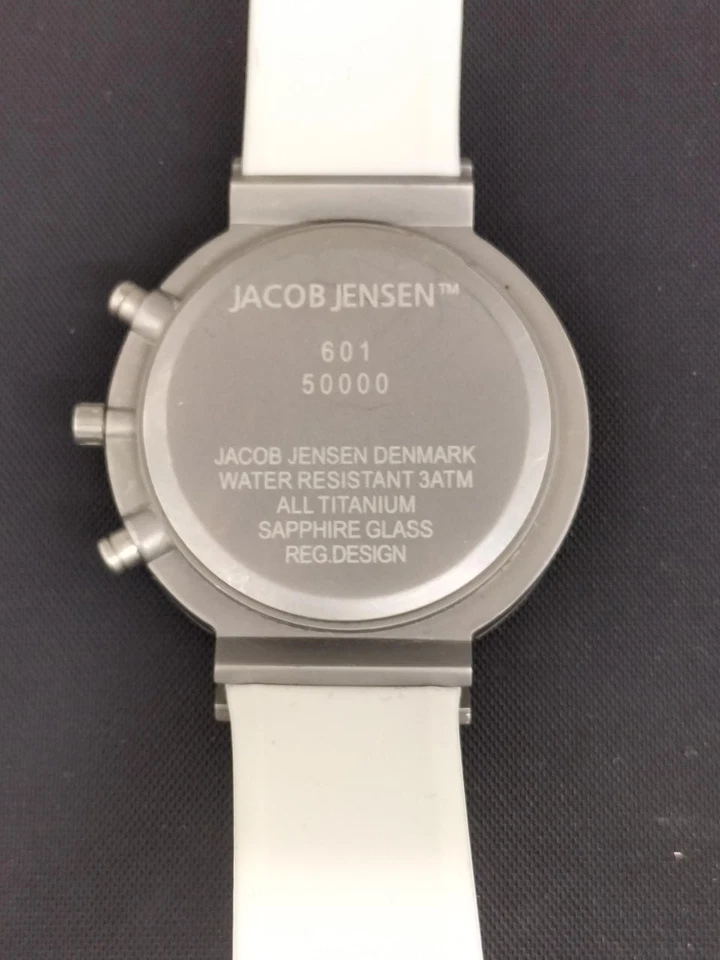 JACOB JENSEN™
601
50000
JACOB JENSEN DENMARK
WATER RESISTANT 3ATM
ALL TITANIUM
SAPPHIRE GLASS
REG.DESIGN